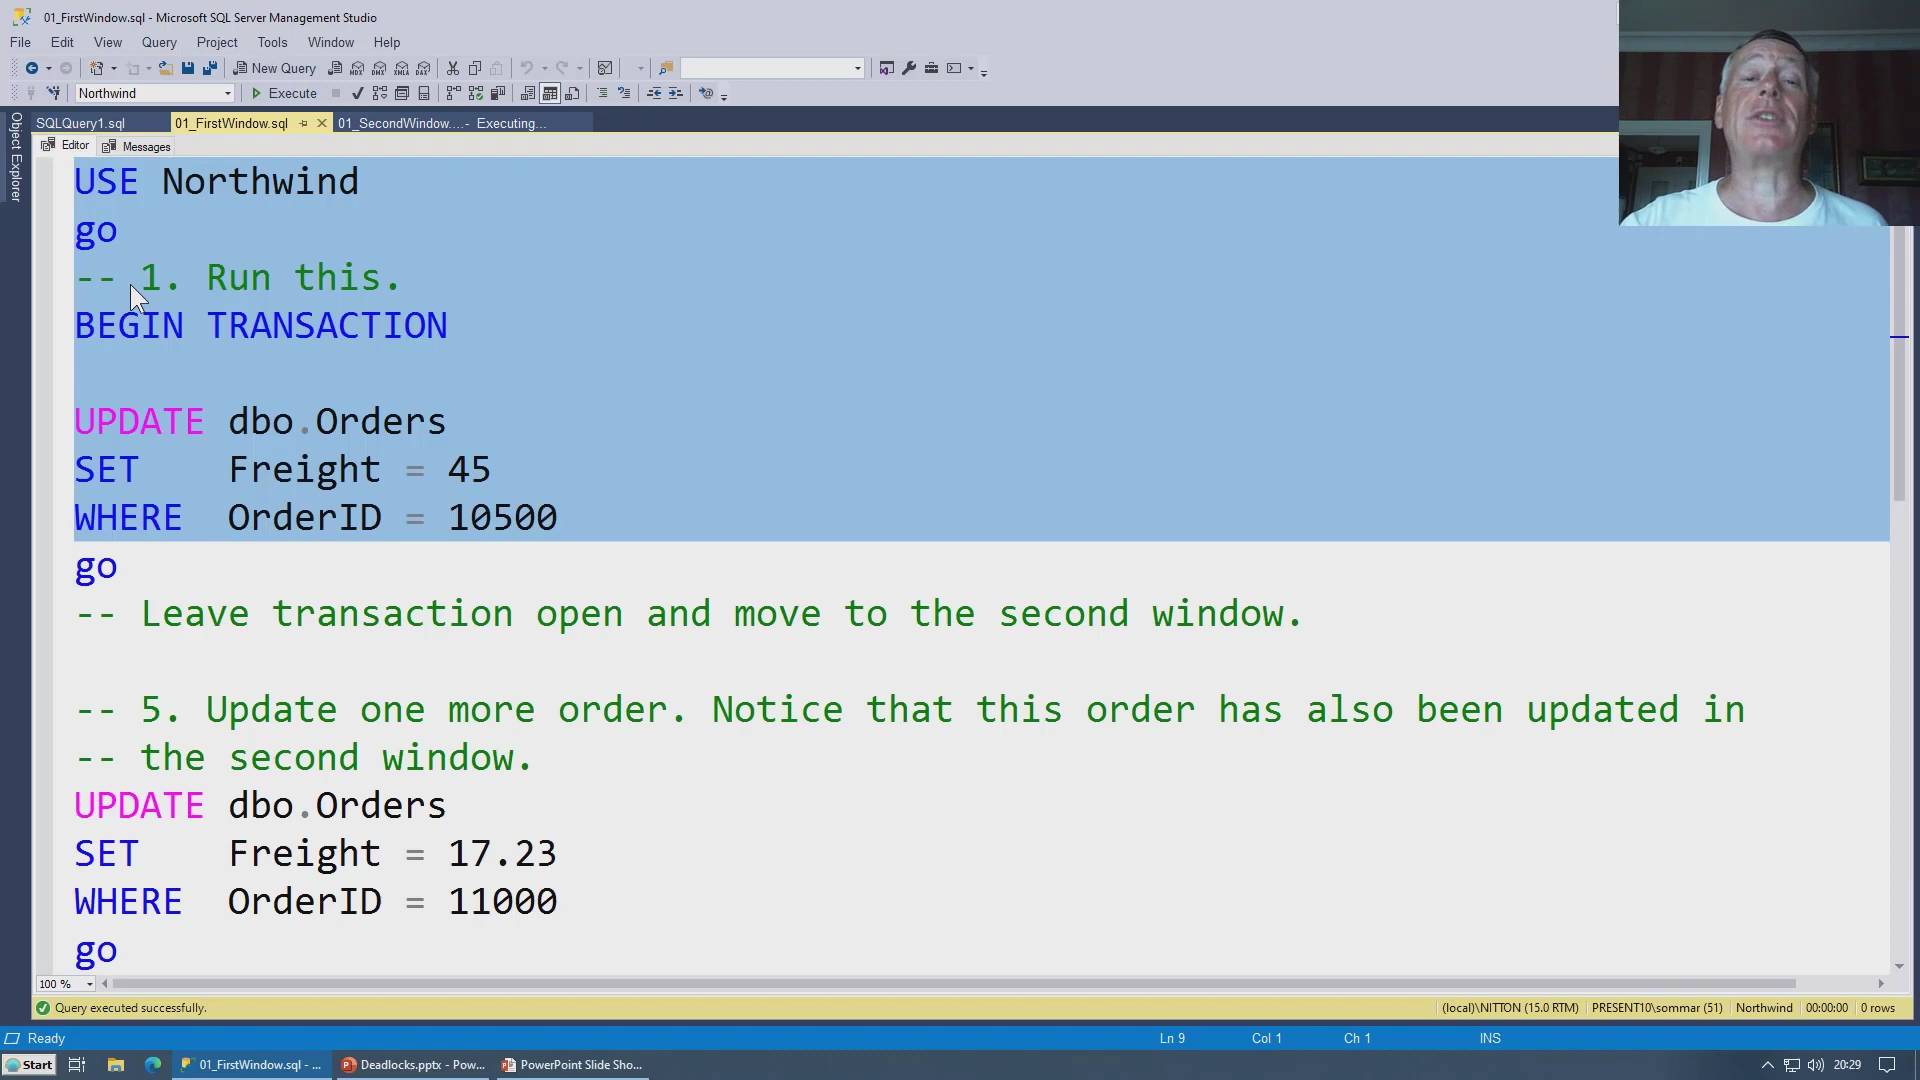 01_FirstWindow.sql - Microsoft SQL Server Management Studio
File Edit View Query Project Tools Window Help
New Query
Northwind Execute
SQLQuery1.sql 01_FirstWindow.sql 01_SecondWindow....- Executing...
Object Explorer
Editor Messages
USE Northwind
go
-- 1. Run this.
BEGIN TRANSACTION
UPDATE dbo.Orders
SET Freight = 45
WHERE OrderID = 10500
go
-- Leave transaction open and move to the second window.
-- 5. Update one more order. Notice that this order has also been updated in
-- the second window.
UPDATE dbo.Orders
SET Freight = 17.23
WHERE OrderID = 11000
go
100 %
Query executed successfully. (local)\NITTON (15.0 RTM) PRESENT10\sommar (51) Northwind 00:00:00 0 rows
Ready Ln 9 Col 1 Ch 1 INS
Start 01_FirstWindow.sql - ... Deadlocks.pptx - Pow... PowerPoint Slide Sho... 20:29